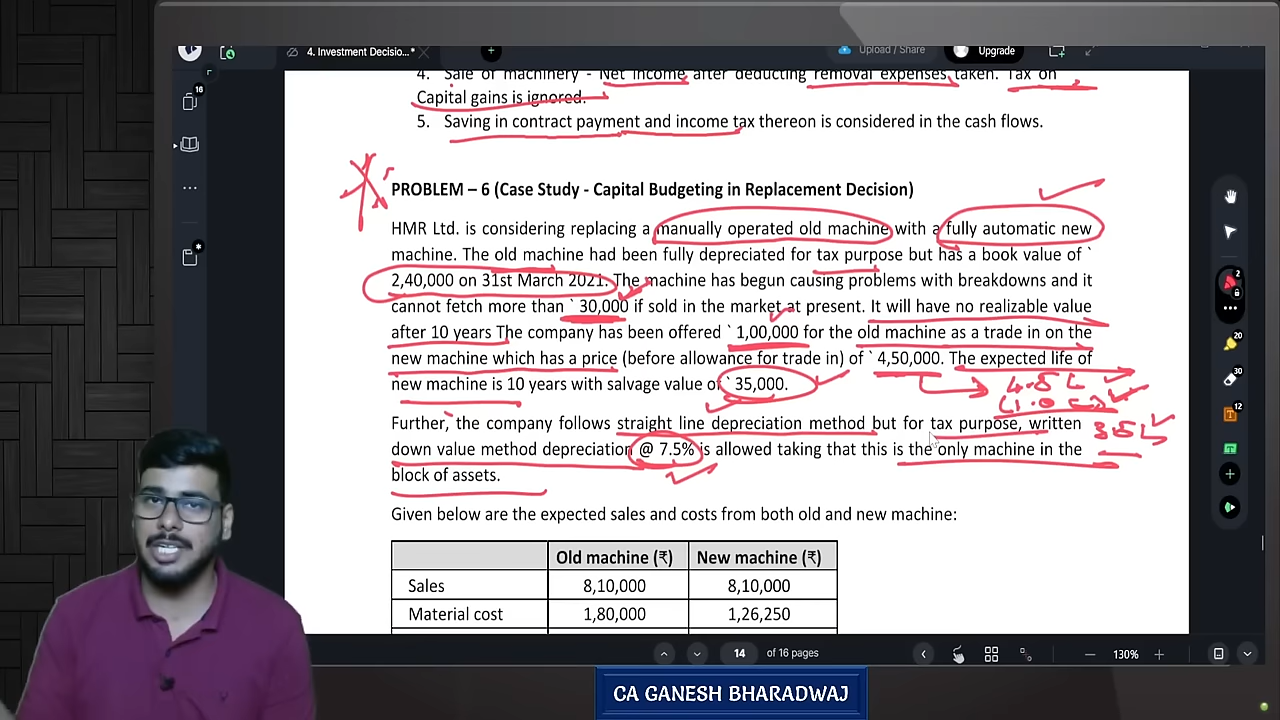 4. Investment Decisio...*
Upload / Share
Upgrade
16
4. Sale of machinery - Net income after deducting removal expenses taken. Tax on
Capital gains is ignored.
5. Saving in contract payment and income tax thereon is considered in the cash flows.
PROBLEM – 6 (Case Study - Capital Budgeting in Replacement Decision)
HMR Ltd. is considering replacing a manually operated old machine with a fully automatic new
machine. The old machine had been fully depreciated for tax purpose but has a book value of `
2,40,000 on 31st March 2021. The machine has begun causing problems with breakdowns and it
cannot fetch more than ` 30,000 if sold in the market at present. It will have no realizable value
after 10 years The company has been offered ` 1,00,000 for the old machine as a trade in on the
new machine which has a price (before allowance for trade in) of ` 4,50,000. The expected life of
new machine is 10 years with salvage value of ` 35,000.
4.5 L
(1.0 L)
3.5 L
Further, the company follows straight line depreciation method but for tax purpose, written
down value method depreciation @ 7.5% is allowed taking that this is the only machine in the
block of assets.
Given below are the expected sales and costs from both old and new machine:
Old machine (₹) New machine (₹)
Sales 8,10,000 8,10,000
Material cost 1,80,000 1,26,250
2
20
30
12
14 of 16 pages
130%
CA GANESH BHARADWAJ